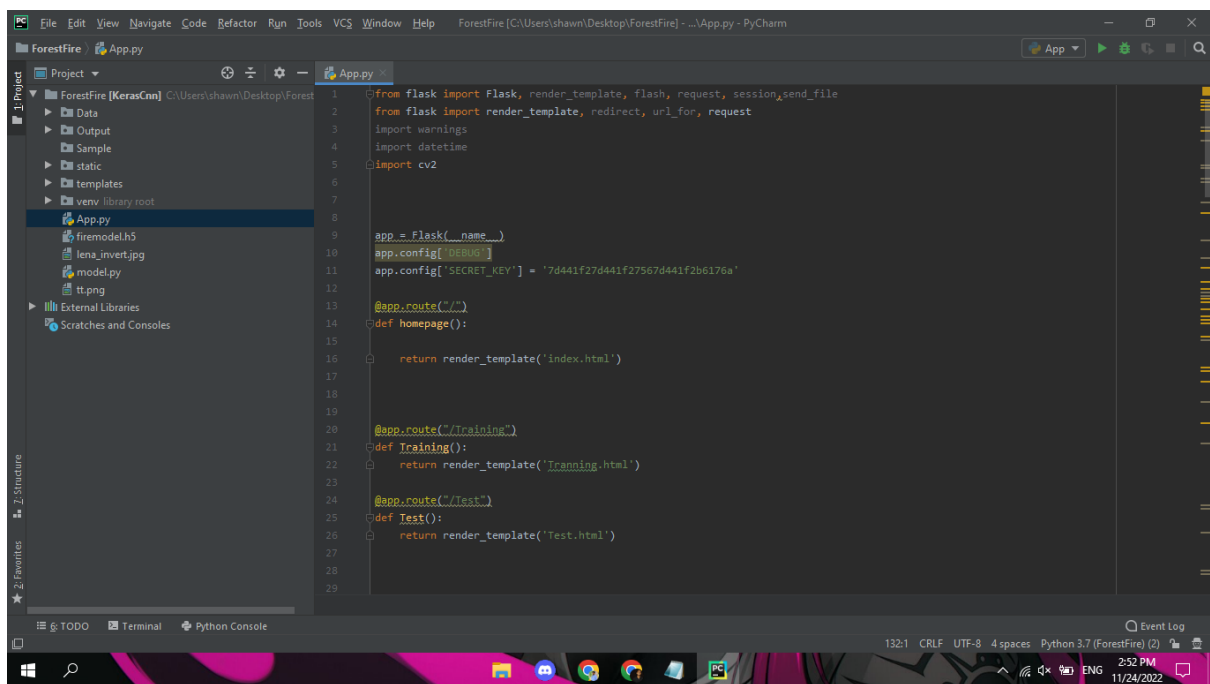 File Edit View Navigate Code Refactor Run Tools VCS Window Help ForestFire [C:\Users\shawn\Desktop\ForestFire] - ...\App.py - PyCharm
ForestFire App.py App
Project App.py
1: Project
ForestFire [KerasCnn] C:\Users\shawn\Desktop\Forest
Data
Output
Sample
static
templates
venv library root
App.py
firemodel.h5
lena_invert.jpg
model.py
tt.png
External Libraries
Scratches and Consoles
1 from flask import Flask, render_template, flash, request, session,send_file
2 from flask import render_template, redirect, url_for, request
3 import warnings
4 import datetime
5 import cv2
6
7
8
9 app = Flask(__name__)
10 app.config['DEBUG']
11 app.config['SECRET_KEY'] = '7d441f27d441f27567d441f2b6176a'
12
13 @app.route("/")
14 def homepage():
15
16 return render_template('index.html')
17
18
19
20 @app.route("/Training")
21 def Training():
22 return render_template('Tranning.html')
23
24 @app.route("/Test")
25 def Test():
26 return render_template('Test.html')
27
28
29
7: Structure
2: Favorites
6: TODO Terminal Python Console Event Log
132:1 CRLF UTF-8 4 spaces Python 3.7 (ForestFire) (2)
ENG 2:52 PM
11/24/2022